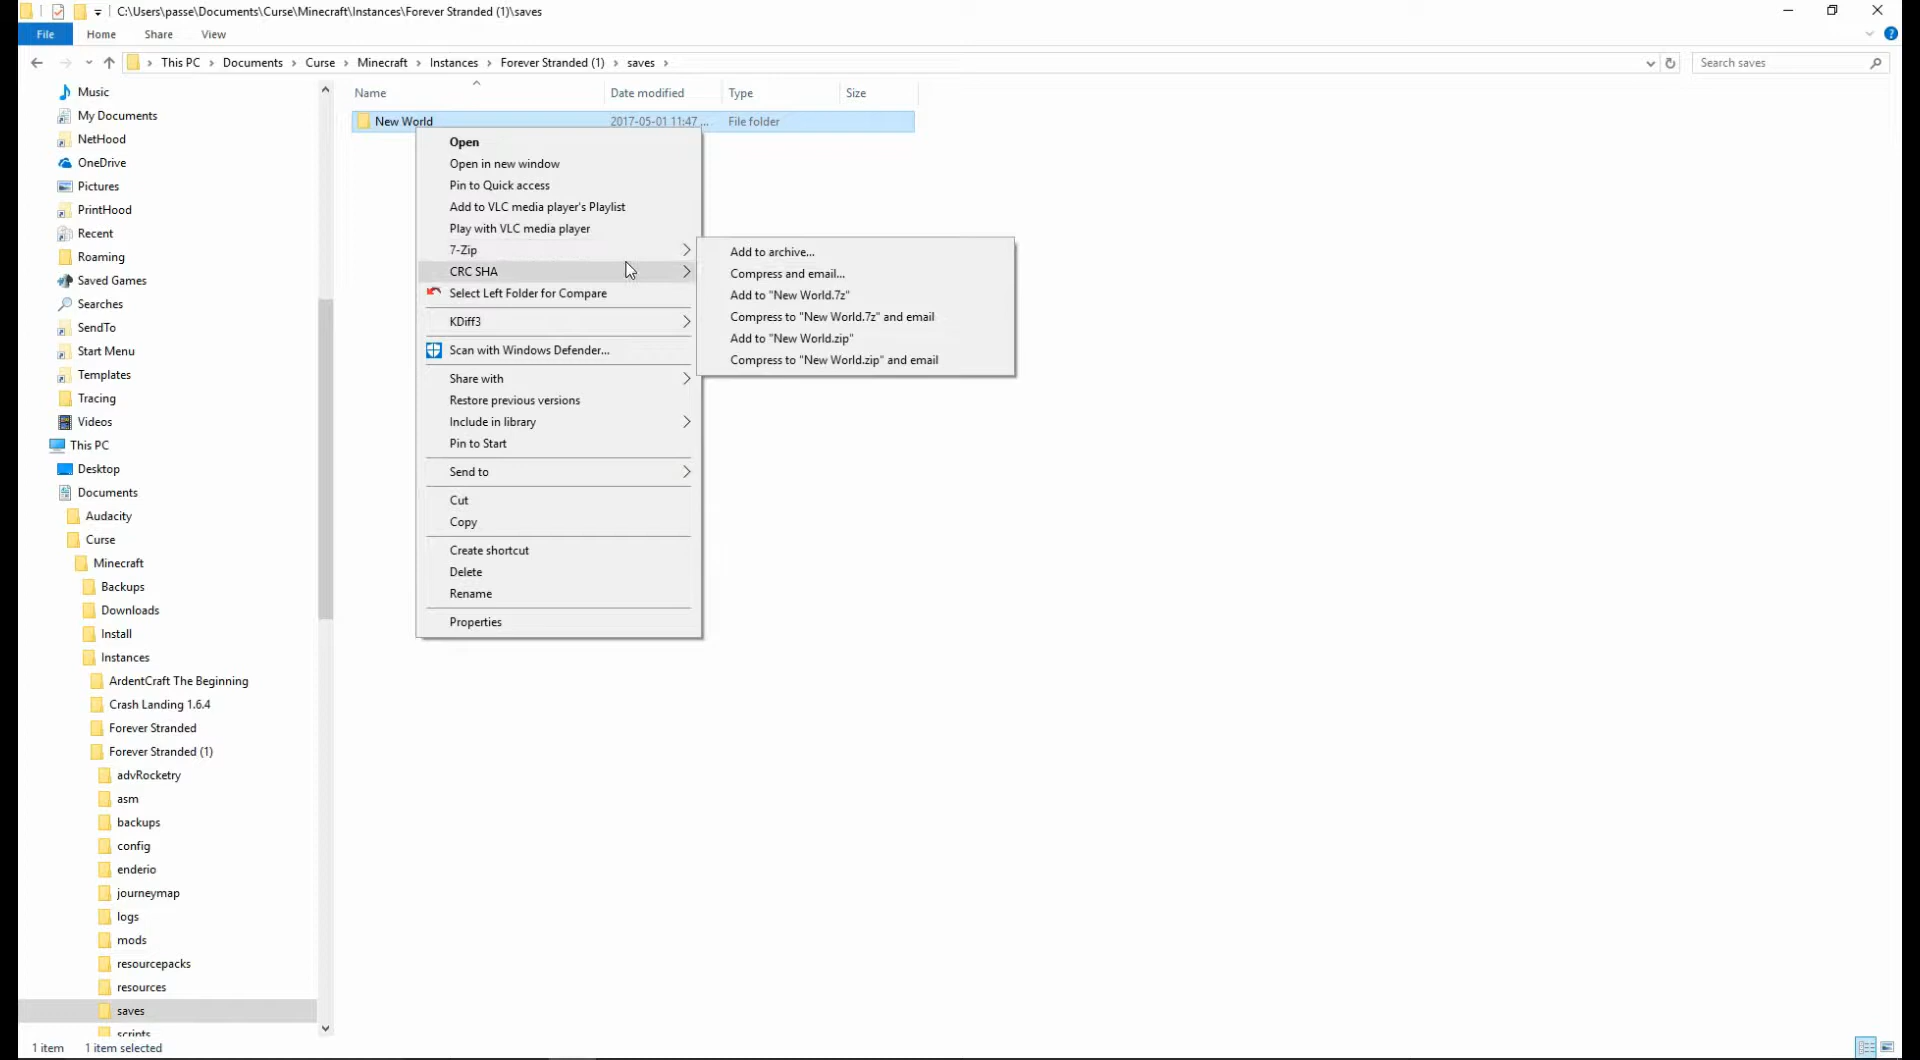 C:\Users\passe\Documents\Curse\Minecraft\Instances\Forever Stranded (1)\saves
File Home Share View
This PC Documents Curse Minecraft Instances Forever Stranded (1) saves
Search saves
Music
My Documents
NetHood
OneDrive
Pictures
PrintHood
Recent
Roaming
Saved Games
Searches
SendTo
Start Menu
Templates
Tracing
Videos
This PC
Desktop
Documents
Audacity
Curse
Minecraft
Backups
Downloads
Install
Instances
ArdentCraft The Beginning
Crash Landing 1.6.4
Forever Stranded
Forever Stranded (1)
advRocketry
asm
backups
config
enderio
journeymap
logs
mods
resourcepacks
resources
saves
scripts
Name Date modified Type Size
New World 2017-05-01 11:47 ... File folder
Open
Open in new window
Pin to Quick access
Add to VLC media player's Playlist
Play with VLC media player
7-Zip
CRC SHA
Select Left Folder for Compare
KDiff3
Scan with Windows Defender...
Share with
Restore previous versions
Include in library
Pin to Start
Send to
Cut
Copy
Create shortcut
Delete
Rename
Properties
Add to archive...
Compress and email...
Add to "New World.7z"
Compress to "New World.7z" and email
Add to "New World.zip"
Compress to "New World.zip" and email
1 item 1 item selected